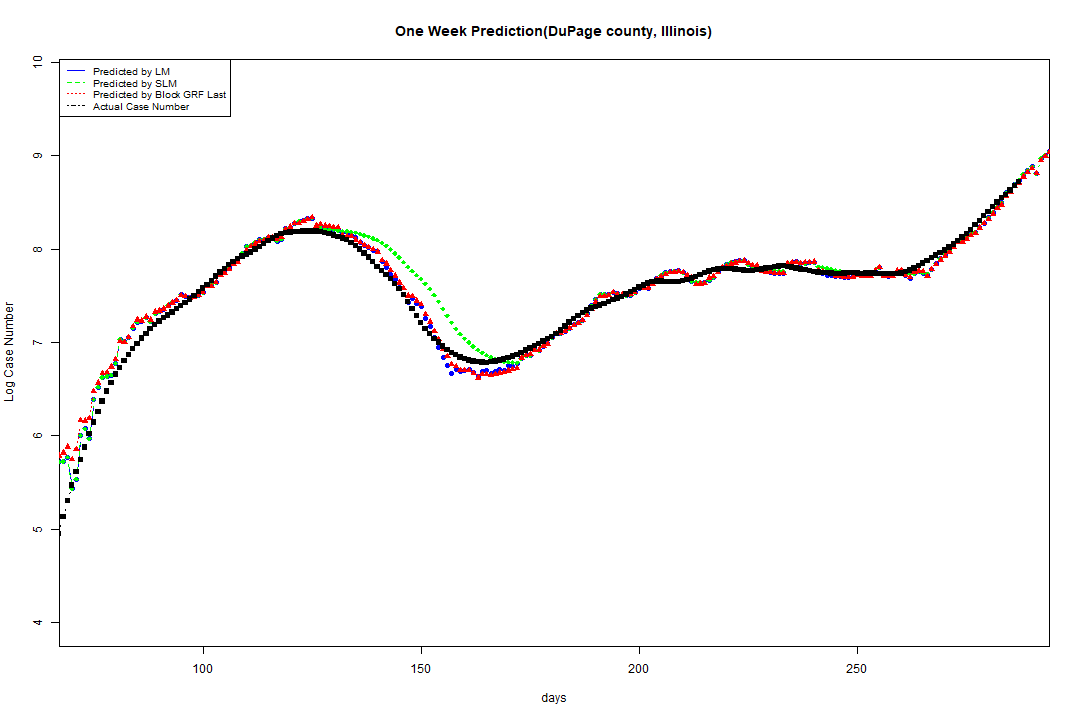 One Week Prediction(DuPage county, Illinois)
Predicted by LM
Predicted by SLM
Predicted by Block GRF Last
Actual Case Number
10
9
8
7
6
5
4
Log Case Number
100 150 200 250
days